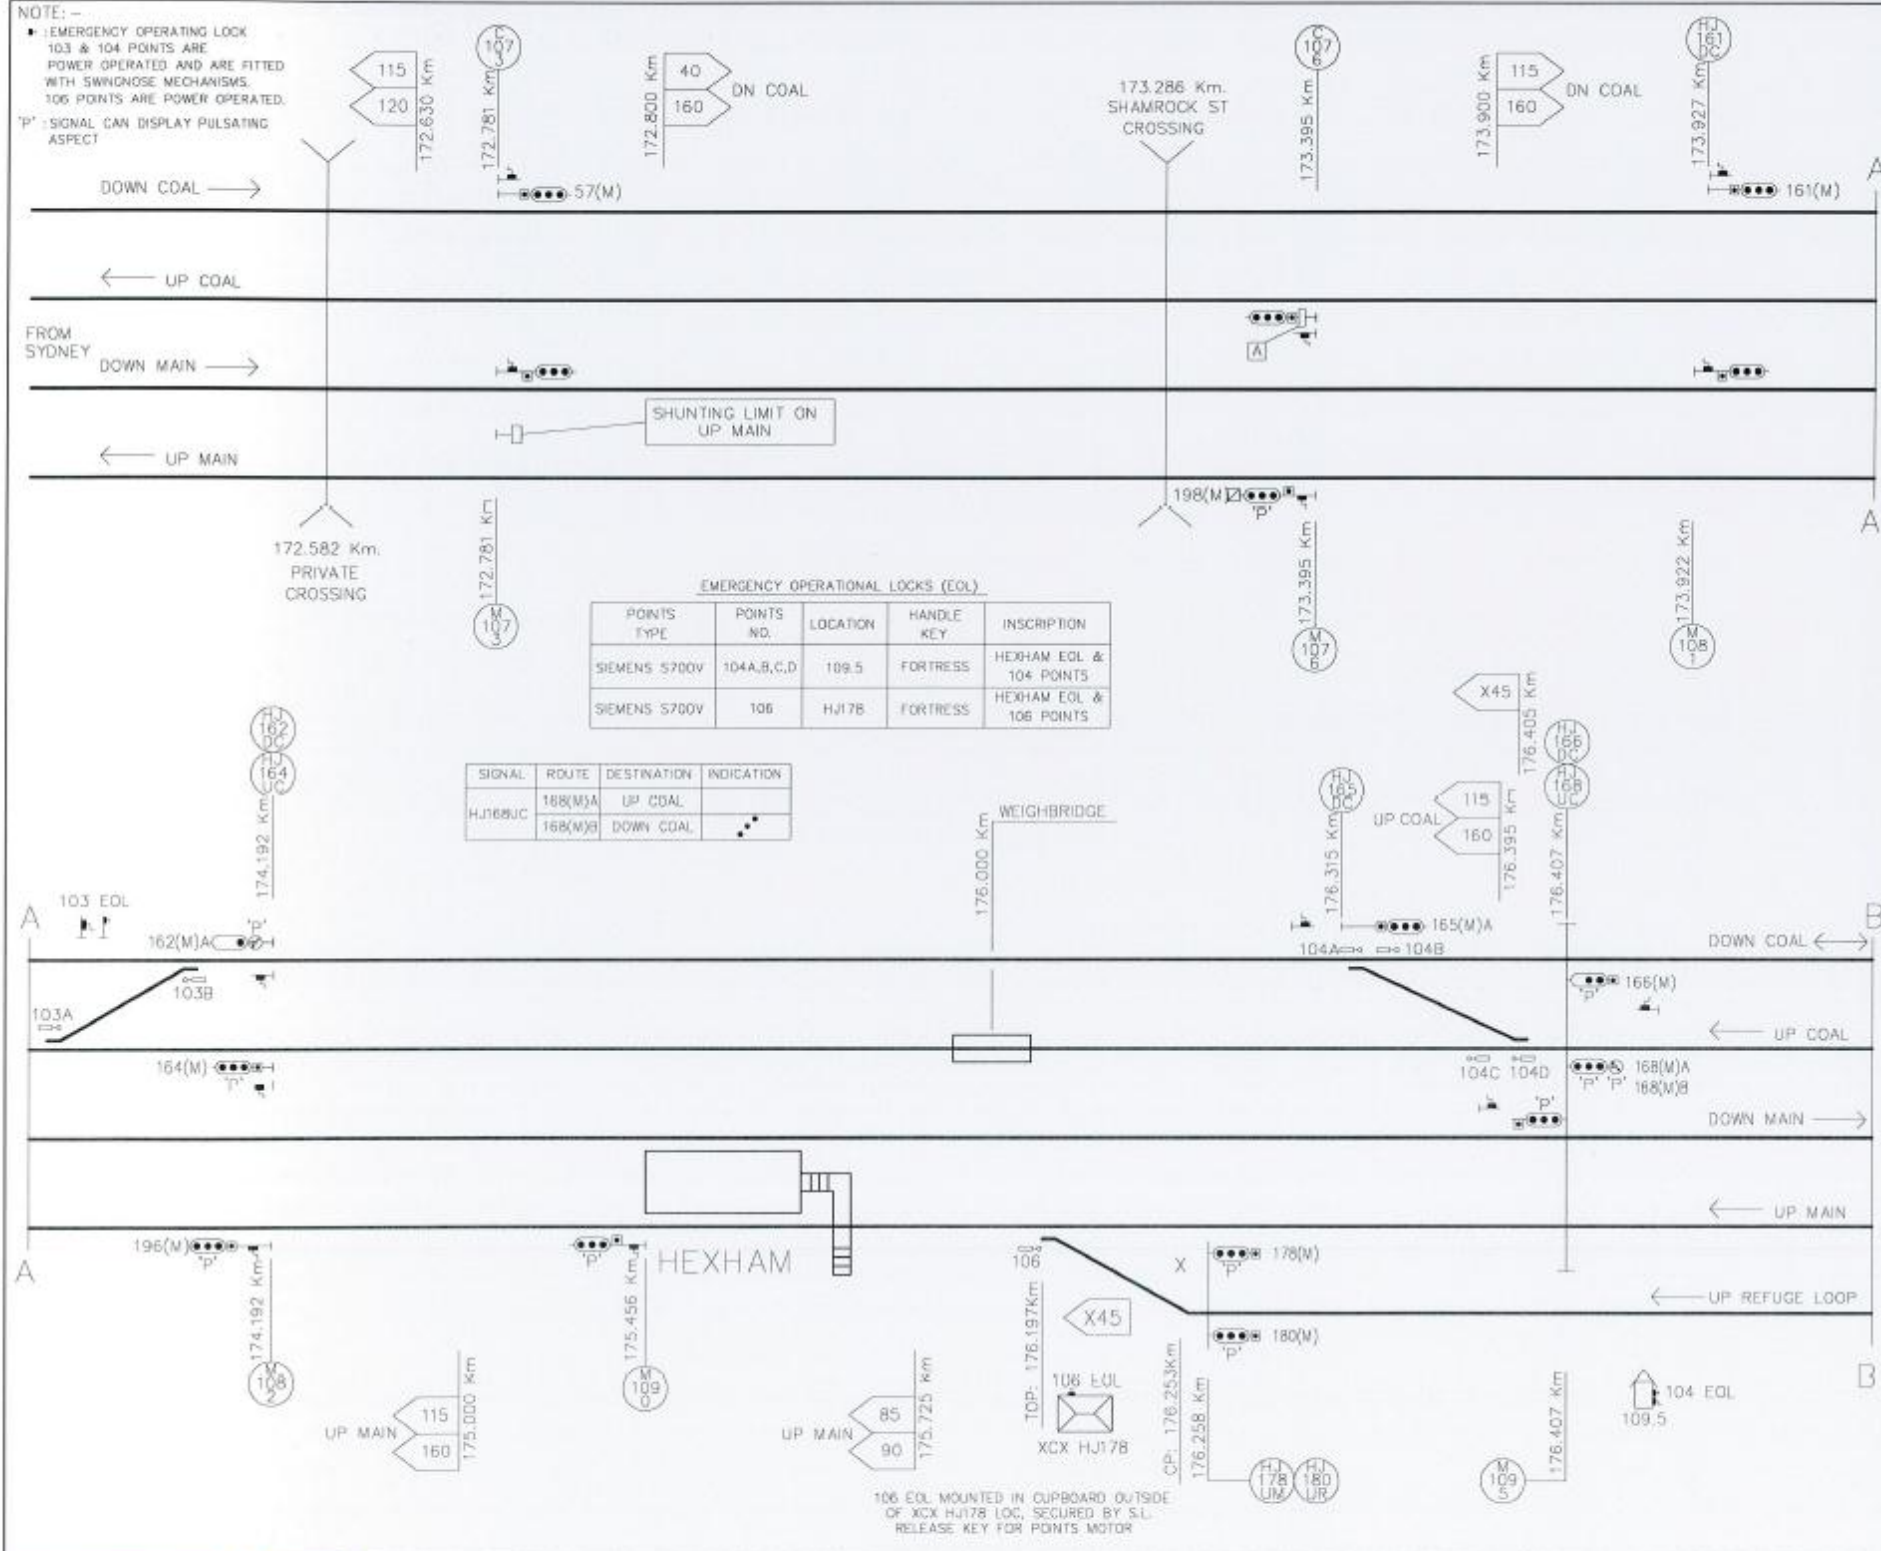 NOTE: -
: EMERGENCY OPERATING LOCK
103 & 104 POINTS ARE
POWER OPERATED AND ARE FITTED
WITH SWINGNOSE MECHANISMS.
106 POINTS ARE POWER OPERATED.
'P' : SIGNAL CAN DISPLAY PULSATING
ASPECT
115
120
172.630 Km
C
107
3
172.781 Km
172.800 Km
40
160
DN COAL
173.286 Km.
SHAMROCK ST
CROSSING
C
107
6
173.395 Km
173.900 Km
115
160
DN COAL
HJ
161
DC
173.927 Km
A
DOWN COAL
57(M)
161(M)
UP COAL
FROM
SYDNEY
DOWN MAIN
A
SHUNTING LIMIT ON
UP MAIN
UP MAIN
198(M)
'P'
A
172.582 Km.
PRIVATE
CROSSING
172.781 Km
M
107
3
173.395 Km
M
107
6
173.922 Km
M
108
1
EMERGENCY OPERATIONAL LOCKS (EOL)
POINTS TYPE POINTS NO. LOCATION HANDLE KEY INSCRIPTION
SIEMENS S700V 104A,B,C,D 109.5 FORTRESS HEXHAM EOL & 104 POINTS
SIEMENS S700V 106 HJ178 FORTRESS HEXHAM EOL & 106 POINTS
X45
176.405 Km
HJ
162
DC
HJ
164
UC
174.192 Km
SIGNAL ROUTE DESTINATION INDICATION
HJ168UC 168(M)A UP COAL
168(M)B DOWN COAL
176.000 Km
WEIGHBRIDGE
HJ
165
DC
176.315 Km
UP COAL
115
160
176.395 Km
HJ
166
DC
HJ
168
UC
176.407 Km
A
103 EOL
162(M)A
'P'
165(M)A
104A
104B
DOWN COAL
B
103B
103A
166(M)
'P'
UP COAL
164(M)
'P'
104C
104D
168(M)A
168(M)B
'P' 'P'
'P'
DOWN MAIN
UP MAIN
196(M)
'P'
'P'
HEXHAM
106
X
178(M)
'P'
A
UP REFUGE LOOP
180(M)
'P'
174.192 Km
M
108
2
UP MAIN
115
160
175.000 Km
175.456 Km
M
109
0
UP MAIN
85
90
175.725 Km
TOP: 176.197Km
X45
106 EOL
XCX HJ178
CP: 176.253Km
176.258 Km
HJ
178
UM
HJ
180
UR
M
109
5
176.407 Km
104 EOL
109.5
B
106 EOL MOUNTED IN CUPBOARD OUTSIDE
OF XCX HJ178 LOC, SECURED BY S.L.
RELEASE KEY FOR POINTS MOTOR